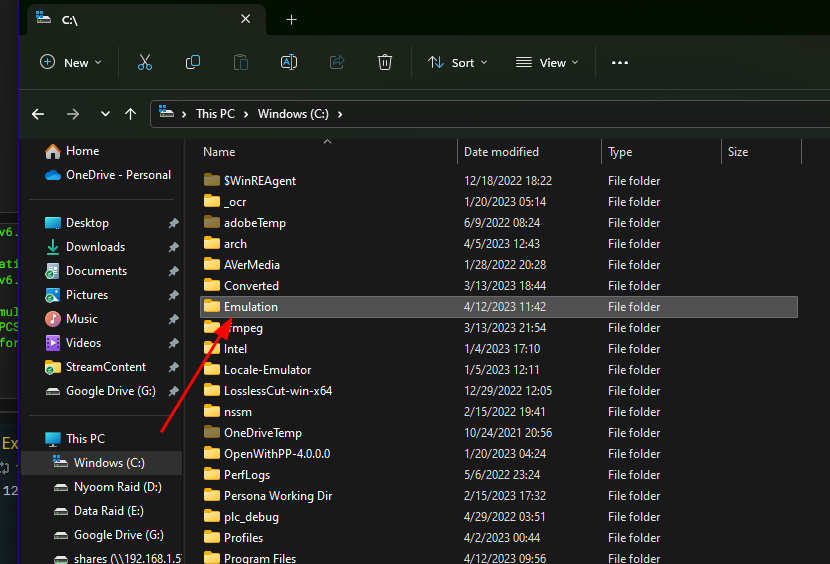 C:\
New
Sort
View
This PC
Windows (C:)
Name
Date modified
Type
Size
Home
OneDrive - Personal
Desktop
Downloads
Documents
Pictures
Music
Videos
StreamContent
Google Drive (G:)
This PC
Windows (C:)
Nyoom Raid (D:)
Data Raid (E:)
Google Drive (G:)
shares (\\192.168.1.5
$WinREAgent 12/18/2022 18:22 File folder
_ocr 1/20/2023 05:14 File folder
adobeTemp 6/9/2022 08:24 File folder
arch 4/5/2023 12:43 File folder
AVerMedia 1/28/2022 20:28 File folder
Converted 3/13/2023 18:44 File folder
Emulation 4/12/2023 11:42 File folder
mpeg 3/13/2023 21:54 File folder
Intel 1/4/2023 17:10 File folder
Locale-Emulator 1/5/2023 12:11 File folder
LosslessCut-win-x64 12/29/2022 12:05 File folder
nssm 2/15/2022 19:41 File folder
OneDriveTemp 10/24/2021 20:56 File folder
OpenWithPP-4.0.0.0 1/20/2023 04:24 File folder
PerfLogs 5/6/2022 23:24 File folder
Persona Working Dir 2/15/2023 17:32 File folder
plc_debug 4/29/2022 03:51 File folder
Profiles 4/2/2023 00:44 File folder
Program Files 4/12/2023 09:56 File folder
v6.
ati
v6.
mul
PCS
for
Ex
12